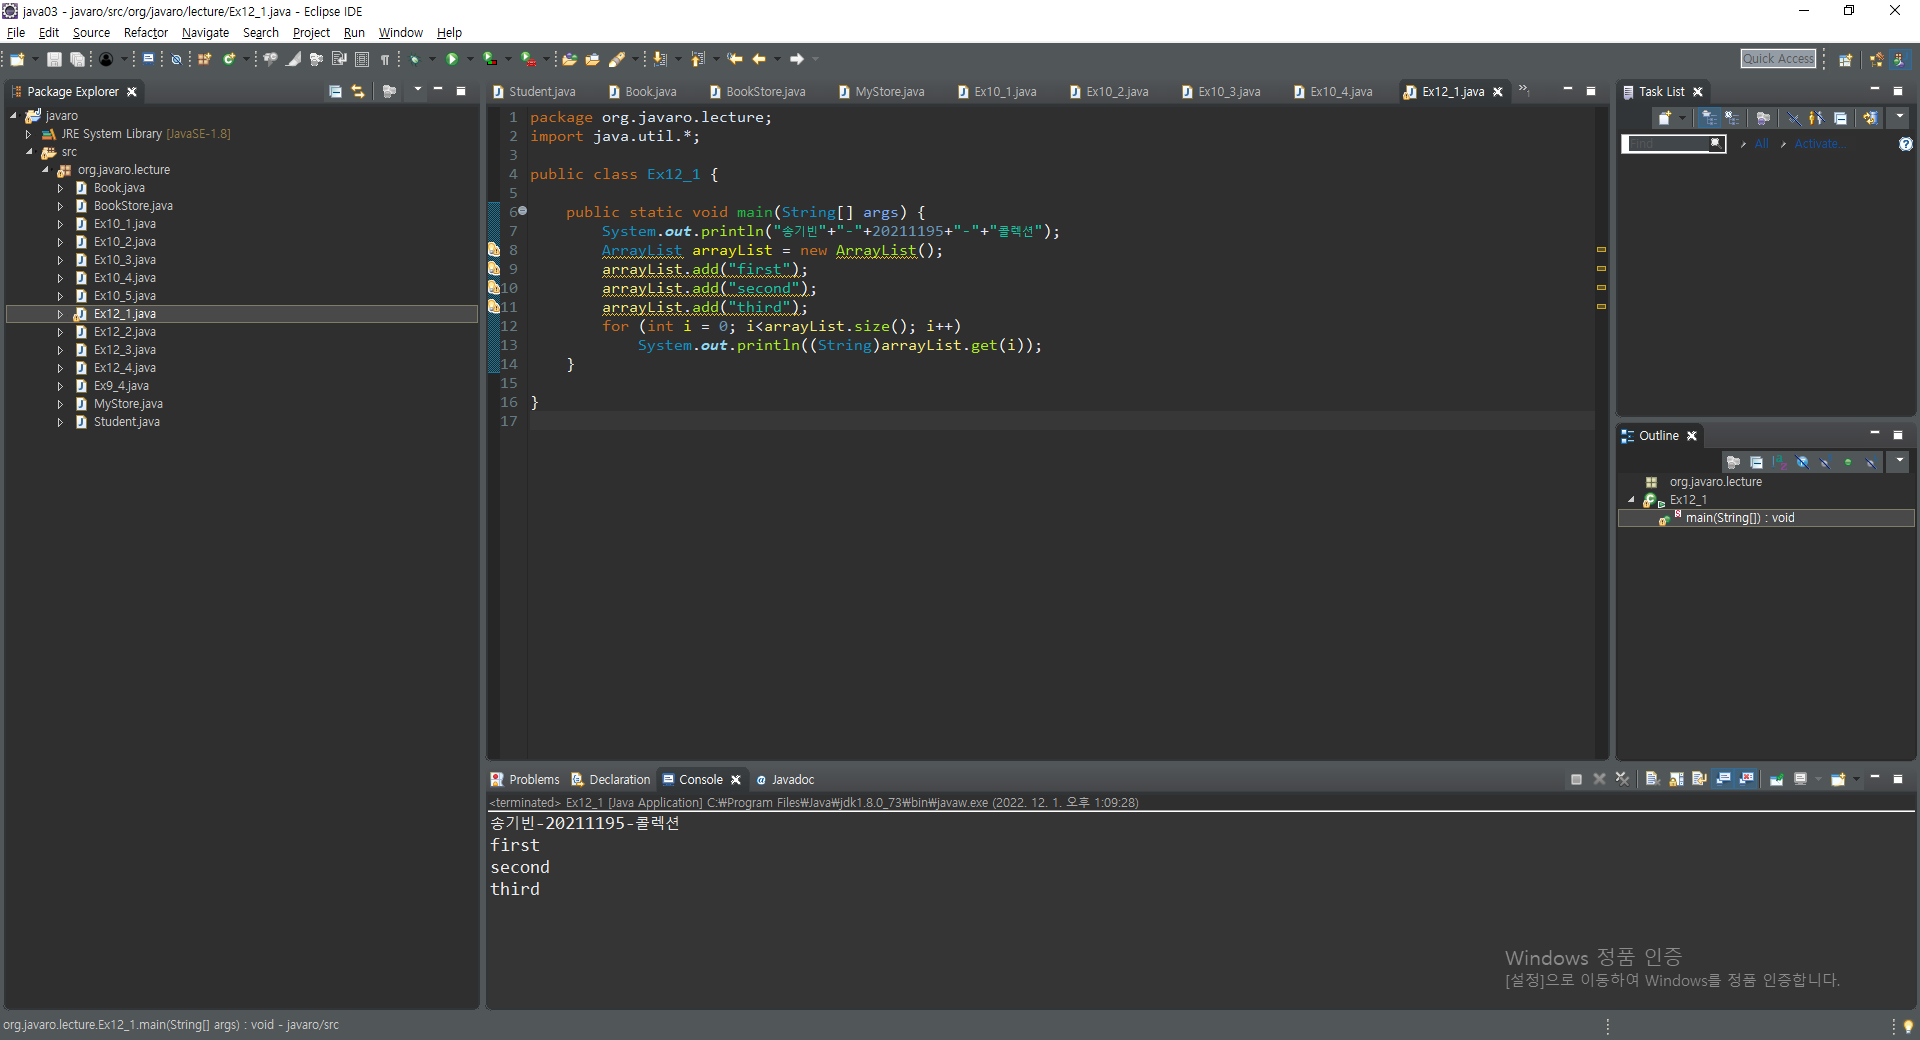 java03 - javaro/src/org/javaro/lecture/Ex12_1.java - Eclipse IDE
File Edit Source Refactor Navigate Search Project Run Window Help
Quick Access
Package Explorer
javaro
JRE System Library [JavaSE-1.8]
src
org.javaro.lecture
Book.java
BookStore.java
Ex10_1.java
Ex10_2.java
Ex10_3.java
Ex10_4.java
Ex10_5.java
Ex12_1.java
Ex12_2.java
Ex12_3.java
Ex12_4.java
Ex9_4.java
MyStore.java
Student.java
Student.java Book.java BookStore.java MyStore.java Ex10_1.java Ex10_2.java Ex10_3.java Ex10_4.java Ex12_1.java »1
1 package org.javaro.lecture;
2 import java.util.*;
3
4 public class Ex12_1 {
5
6 public static void main(String[] args) {
7 System.out.println("송기빈"+"-"+20211195+"-"+"콜렉션");
8 ArrayList arrayList = new ArrayList();
9 arrayList.add("first");
10 arrayList.add("second");
11 arrayList.add("third");
12 for (int i = 0; i<arrayList.size(); i++)
13 System.out.println((String)arrayList.get(i));
14 }
15
16 }
17
Task List
Find All Activate...
Outline
org.javaro.lecture
Ex12_1
main(String[]) : void
Problems Declaration Console Javadoc
<terminated> Ex12_1 [Java Application] C:₩Program Files₩Java₩jdk1.8.0_73₩bin₩javaw.exe (2022. 12. 1. 오후 1:09:28)
송기빈-20211195-콜렉션
first
second
third
Windows 정품 인증
[설정]으로 이동하여 Windows를 정품 인증합니다.
org.javaro.lecture.Ex12_1.main(String[] args) : void - javaro/src